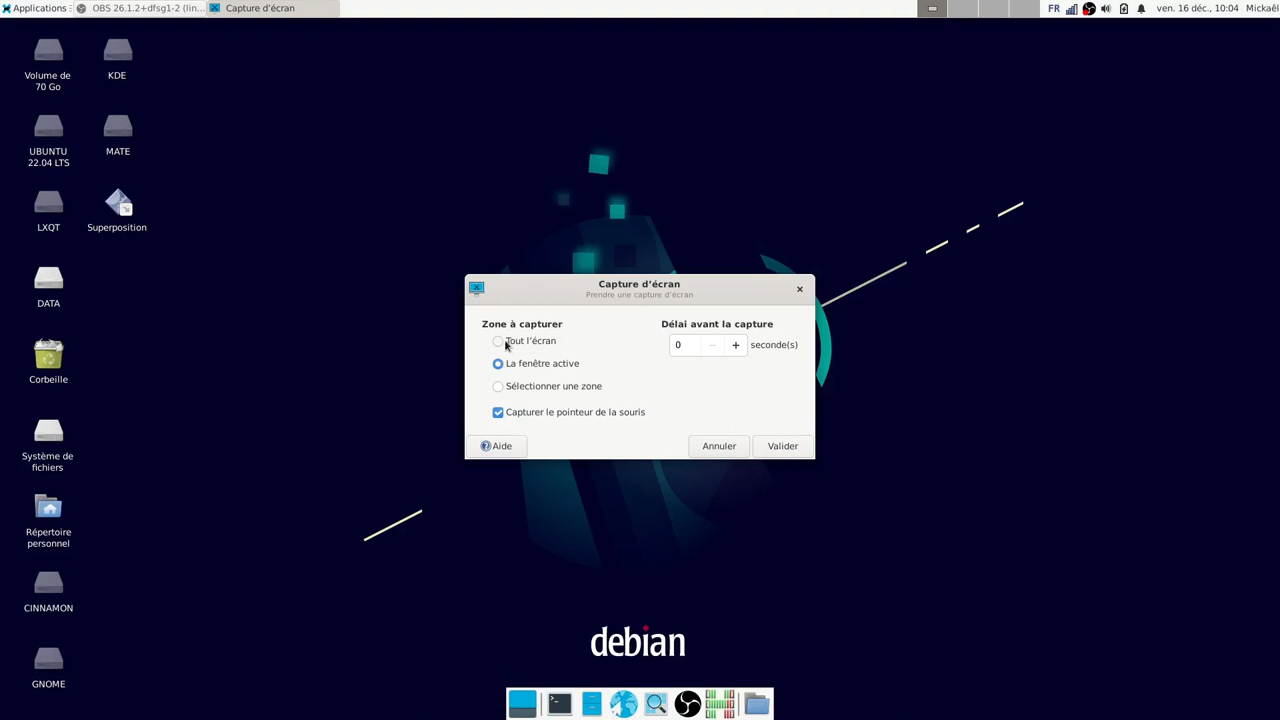 Applications
OBS 26.1.2+dfsg1-2 (lin...
Capture d'écran
FR
ven. 16 déc., 10:04
Mickaël
Volume de
70 Go
KDE
UBUNTU
22.04 LTS
MATE
LXQT
Superposition
DATA
Corbeille
Système de
fichiers
Répertoire
personnel
CINNAMON
GNOME
Capture d'écran
Prendre une capture d'écran
Zone à capturer
Délai avant la capture
Tout l'écran
0
seconde(s)
La fenêtre active
Sélectionner une zone
Capturer le pointeur de la souris
Aide
Annuler
Valider
debian